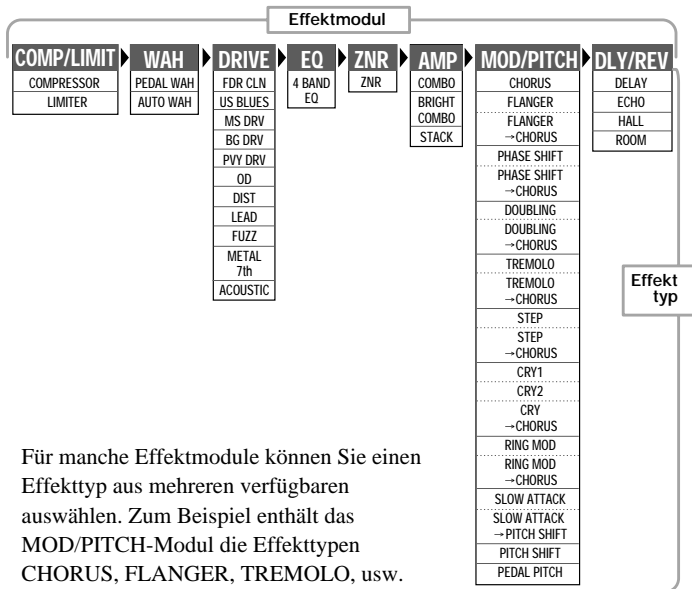 Effektmodul
COMP/LIMIT
COMPRESSOR
LIMITER
WAH
PEDAL WAH
AUTO WAH
DRIVE
FDR CLN
US BLUES
MS DRV
BG DRV
PVY DRV
OD
DIST
LEAD
FUZZ
METAL
7th
ACOUSTIC
EQ
4 BAND
EQ
ZNR
ZNR
AMP
COMBO
BRIGHT
COMBO
STACK
MOD/PITCH
CHORUS
FLANGER
FLANGER
→CHORUS
PHASE SHIFT
PHASE SHIFT
→CHORUS
DOUBLING
DOUBLING
→CHORUS
TREMOLO
TREMOLO
→CHORUS
STEP
STEP
→CHORUS
CRY1
CRY2
CRY
→CHORUS
RING MOD
RING MOD
→CHORUS
SLOW ATTACK
SLOW ATTACK
→PITCH SHIFT
PITCH SHIFT
PEDAL PITCH
DLY/REV
DELAY
ECHO
HALL
ROOM
Effekt
typ
Für manche Effektmodule können Sie einen
Effekttyp aus mehreren verfügbaren
auswählen. Zum Beispiel enthält das
MOD/PITCH-Modul die Effekttypen
CHORUS, FLANGER, TREMOLO, usw.